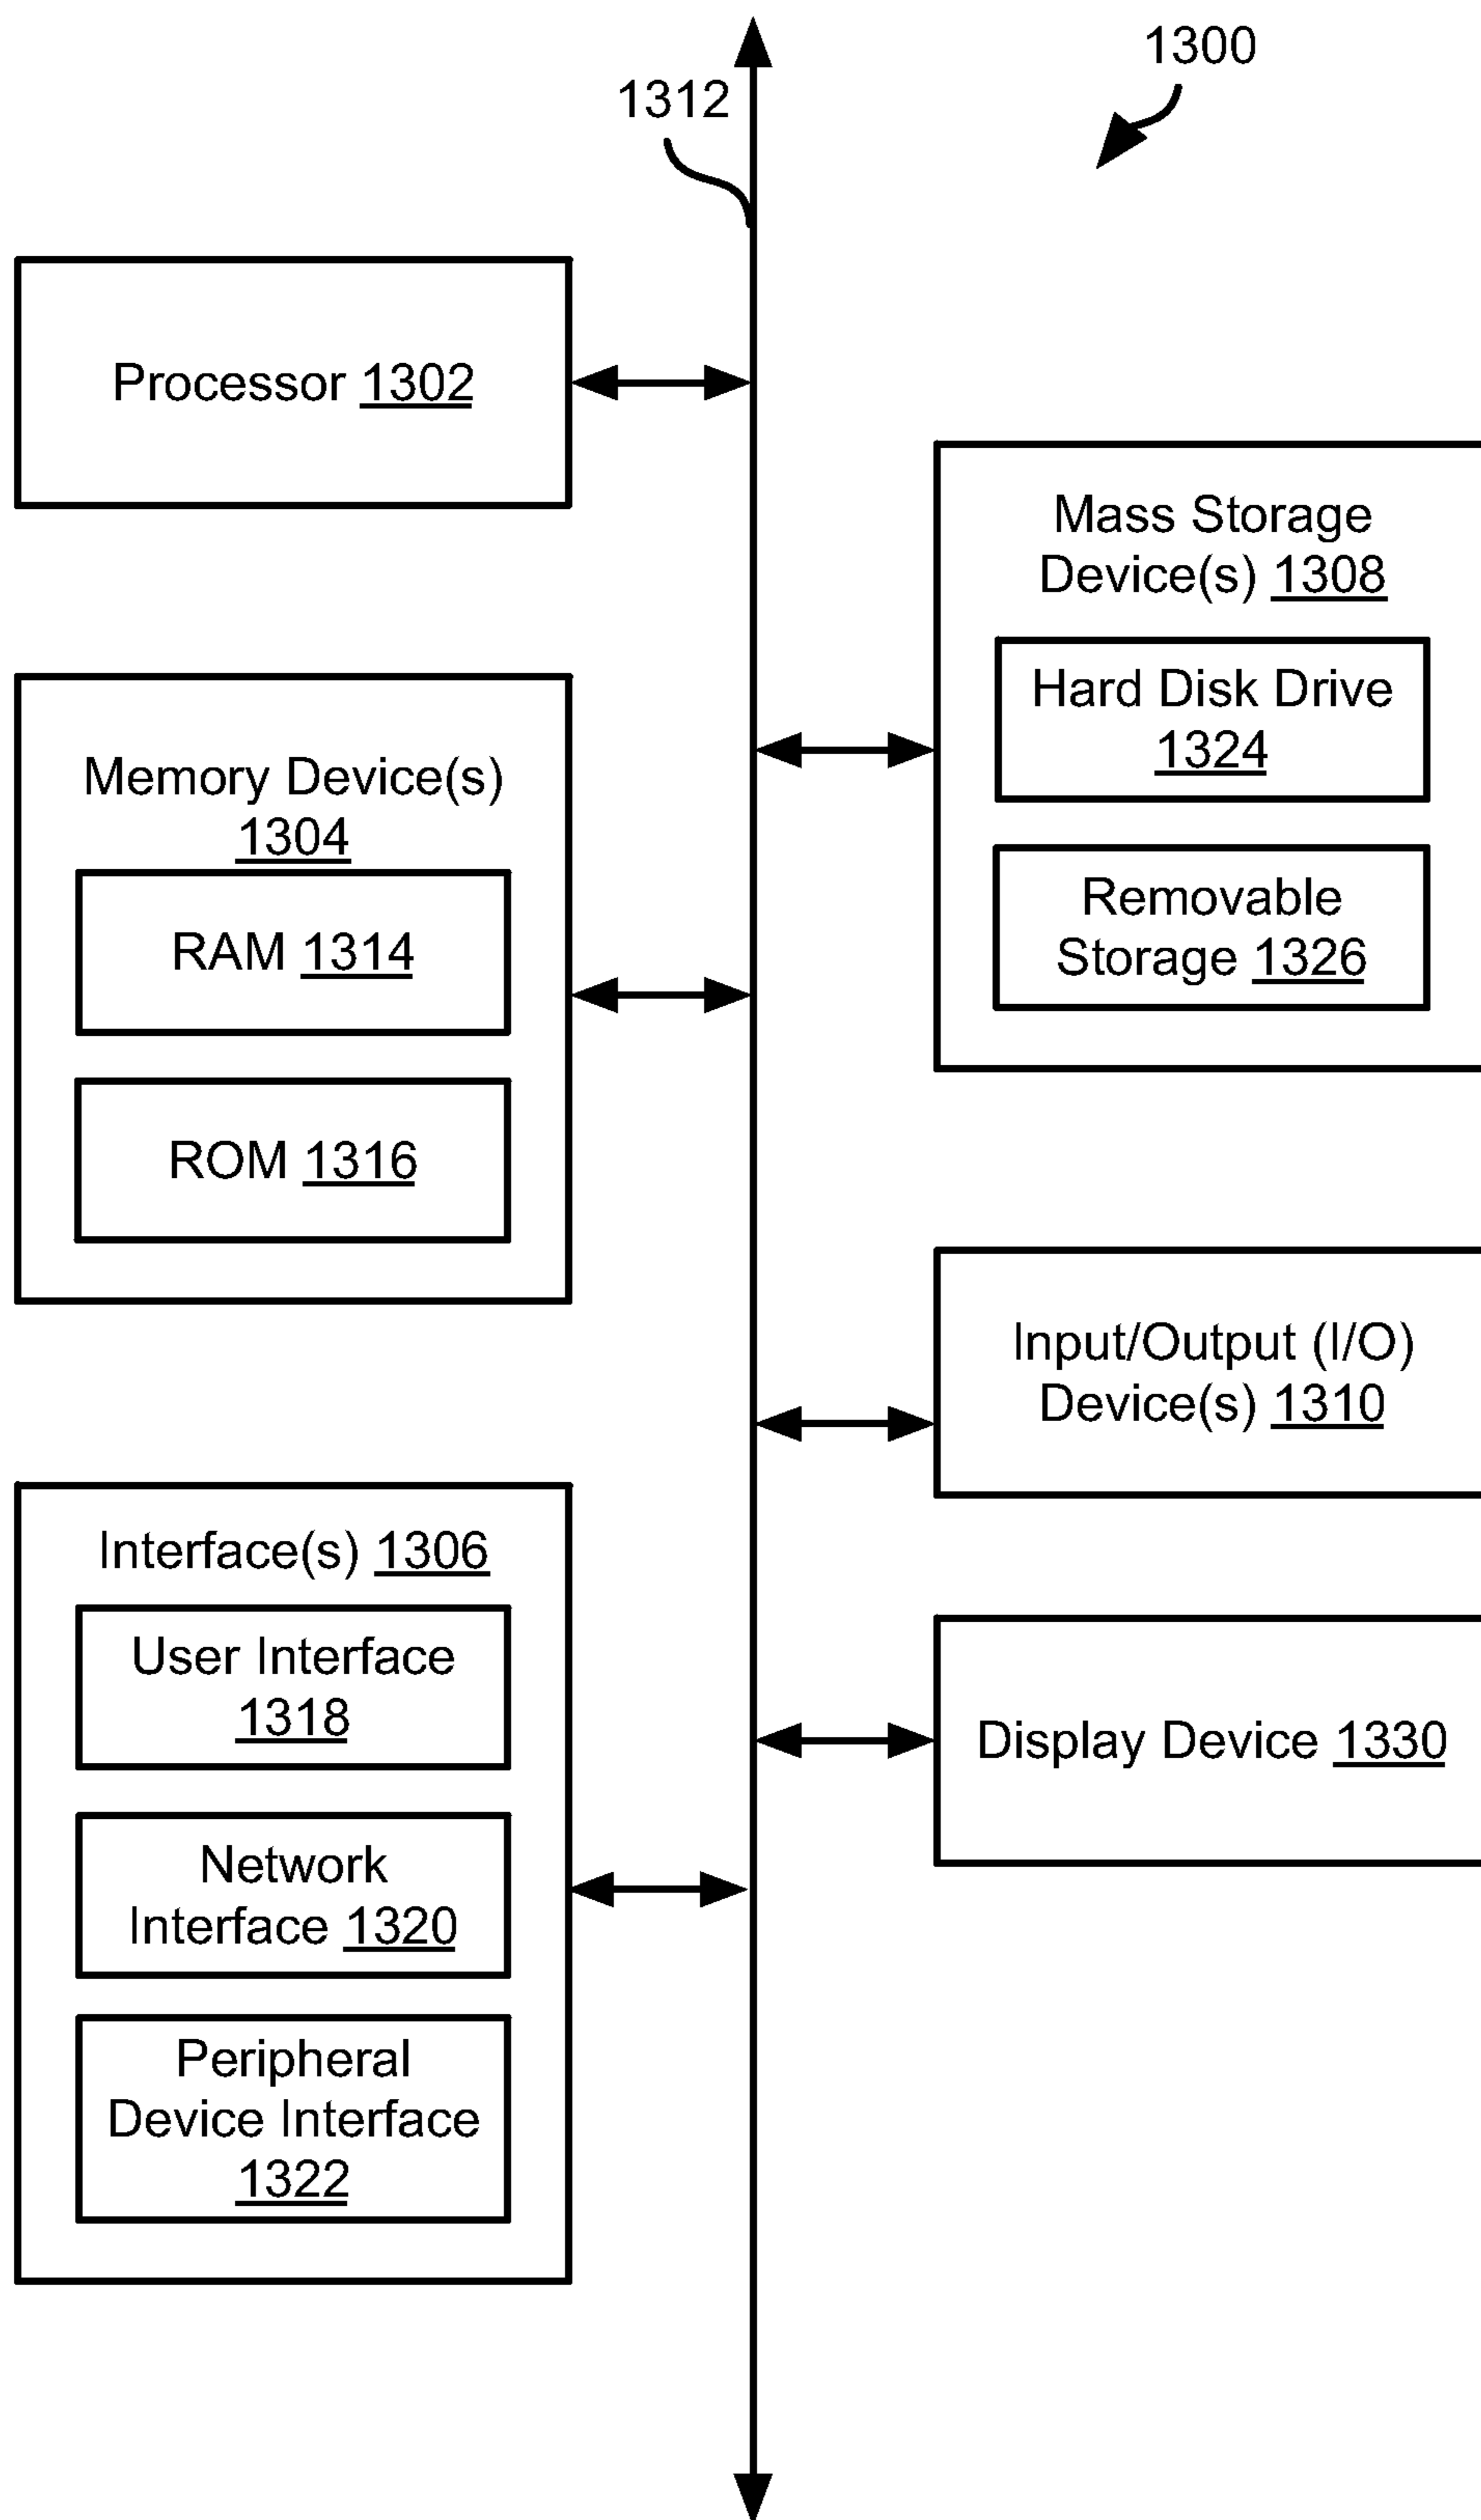 1300
1312
Processor 1302
Mass Storage
Device(s) 1308
Hard Disk Drive
1324
Removable
Storage 1326
Memory Device(s)
1304
RAM 1314
ROM 1316
Input/Output (I/O)
Device(s) 1310
Interface(s) 1306
User Interface
1318
Network
Interface 1320
Peripheral
Device Interface
1322
Display Device 1330